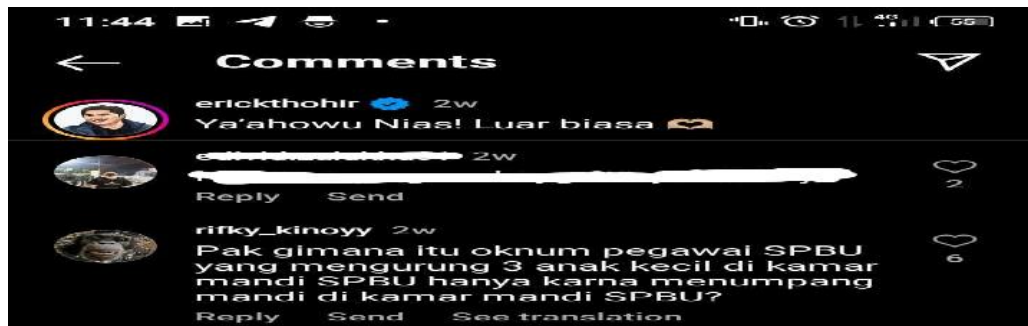 11:44
4G 55
Comments
erickthohir 2w
Ya'ahowu Nias! Luar biasa
2w
2
Reply Send
rifky_kinoyy 2w
Pak gimana itu oknum pegawai SPBU
6
yang mengurung 3 anak kecil di kamar
mandi SPBU hanya karna menumpang
mandi di kamar mandi SPBU?
Reply Send See translation